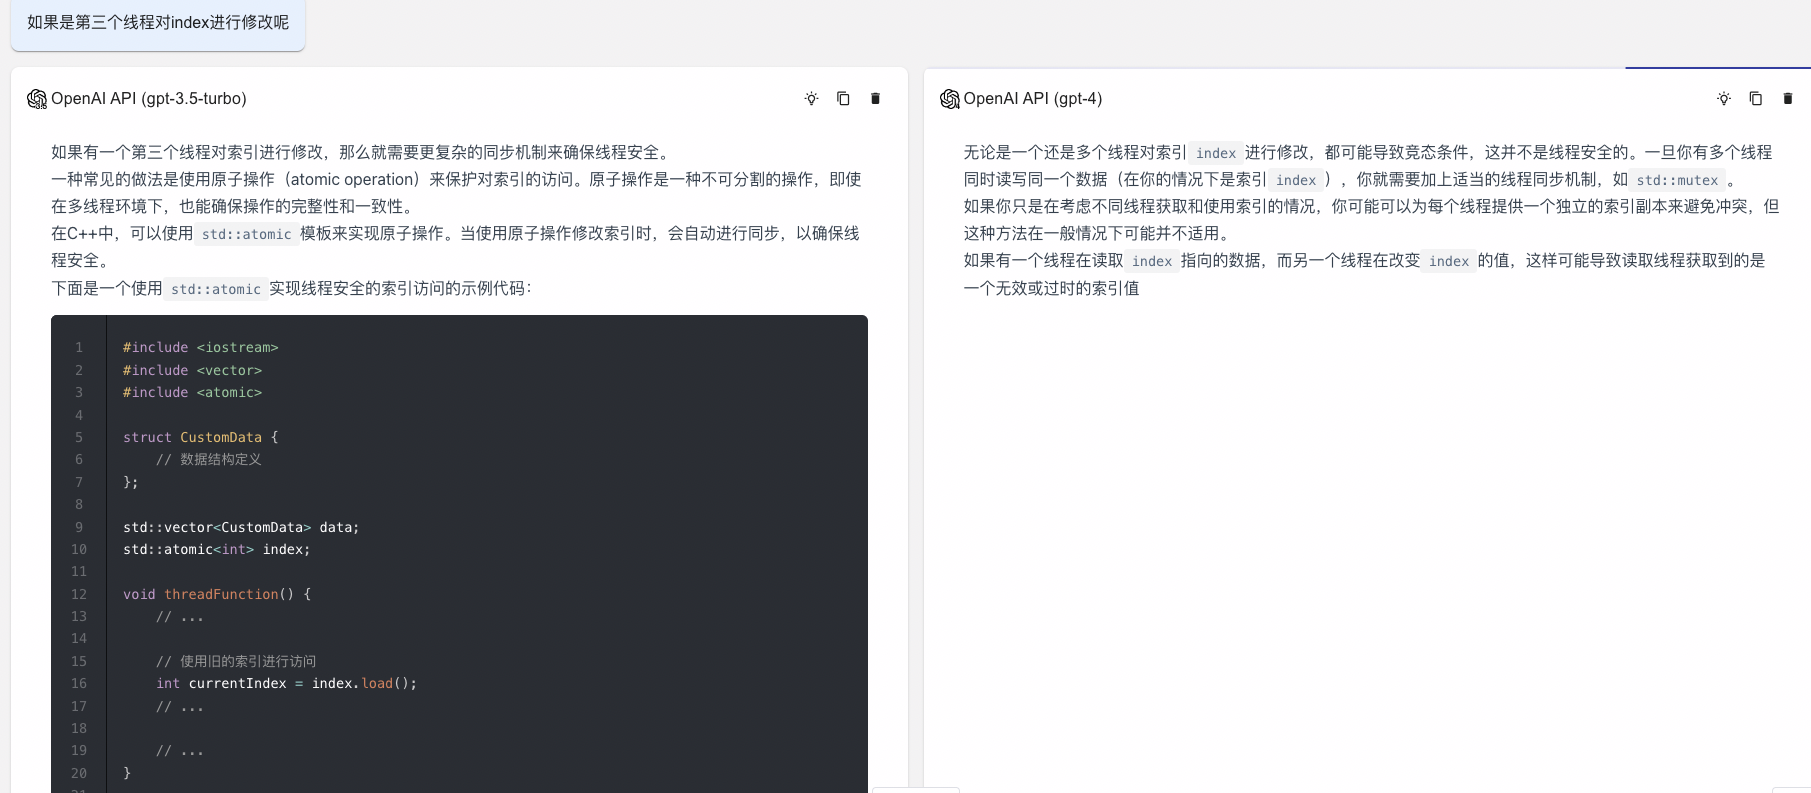 如果是第三个线程对index进行修改呢
OpenAI API (gpt-3.5-turbo)
如果有一个第三个线程对索引进行修改，那么就需要更复杂的同步机制来确保线程安全。
一种常见的做法是使用原子操作（atomic operation）来保护对索引的访问。原子操作是一种不可分割的操作，即使
在多线程环境下，也能确保操作的完整性和一致性。
在C++中，可以使用 std::atomic 模板来实现原子操作。当使用原子操作修改索引时，会自动进行同步，以确保线
程安全。
下面是一个使用 std::atomic 实现线程安全的索引访问的示例代码：
1 #include <iostream>
2 #include <vector>
3 #include <atomic>
4
5 struct CustomData {
6     // 数据结构定义
7 };
8
9 std::vector<CustomData> data;
10 std::atomic<int> index;
11
12 void threadFunction() {
13     // ...
14
15     // 使用旧的索引进行访问
16     int currentIndex = index.load();
17     // ...
18
19     // ...
20 }
OpenAI API (gpt-4)
无论是一个还是多个线程对索引 index 进行修改，都可能导致竞态条件，这并不是线程安全的。一旦你有多个线程
同时读写同一个数据（在你的情况下是索引 index ），你就需要加上适当的线程同步机制，如 std::mutex 。
如果你只是在考虑不同线程获取和使用索引的情况，你可能可以为每个线程提供一个独立的索引副本来避免冲突，但
这种方法在一般情况下可能并不适用。
如果有一个线程在读取 index 指向的数据，而另一个线程在改变 index 的值，这样可能导致读取线程获取到的是
一个无效或过时的索引值